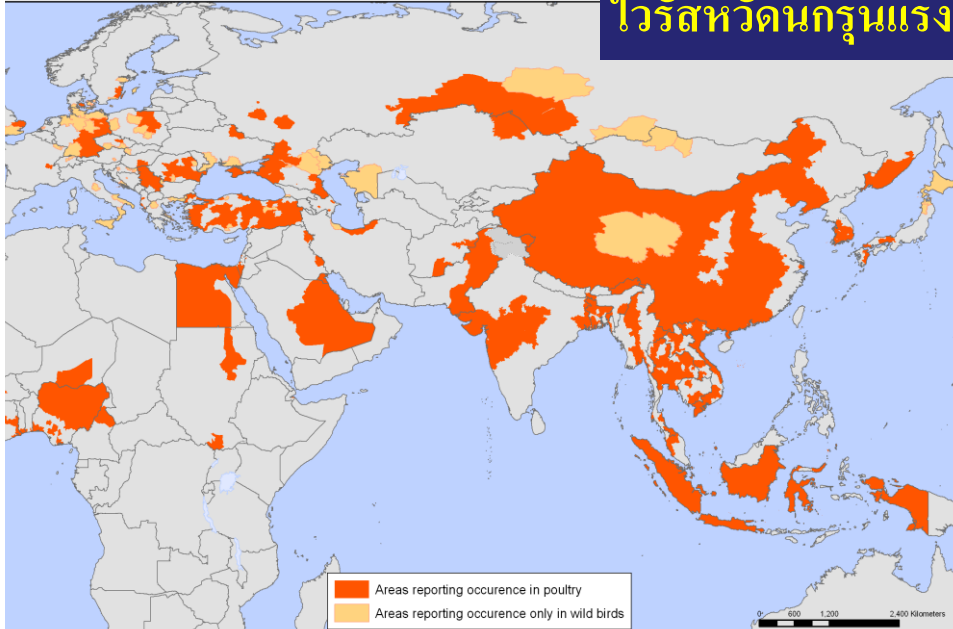 ไวรัสหวัดนกรุนแรง
Areas reporting occurence in poultry
Areas reporting occurence only in wild birds
0 600 1,200 2,400 Kilometers